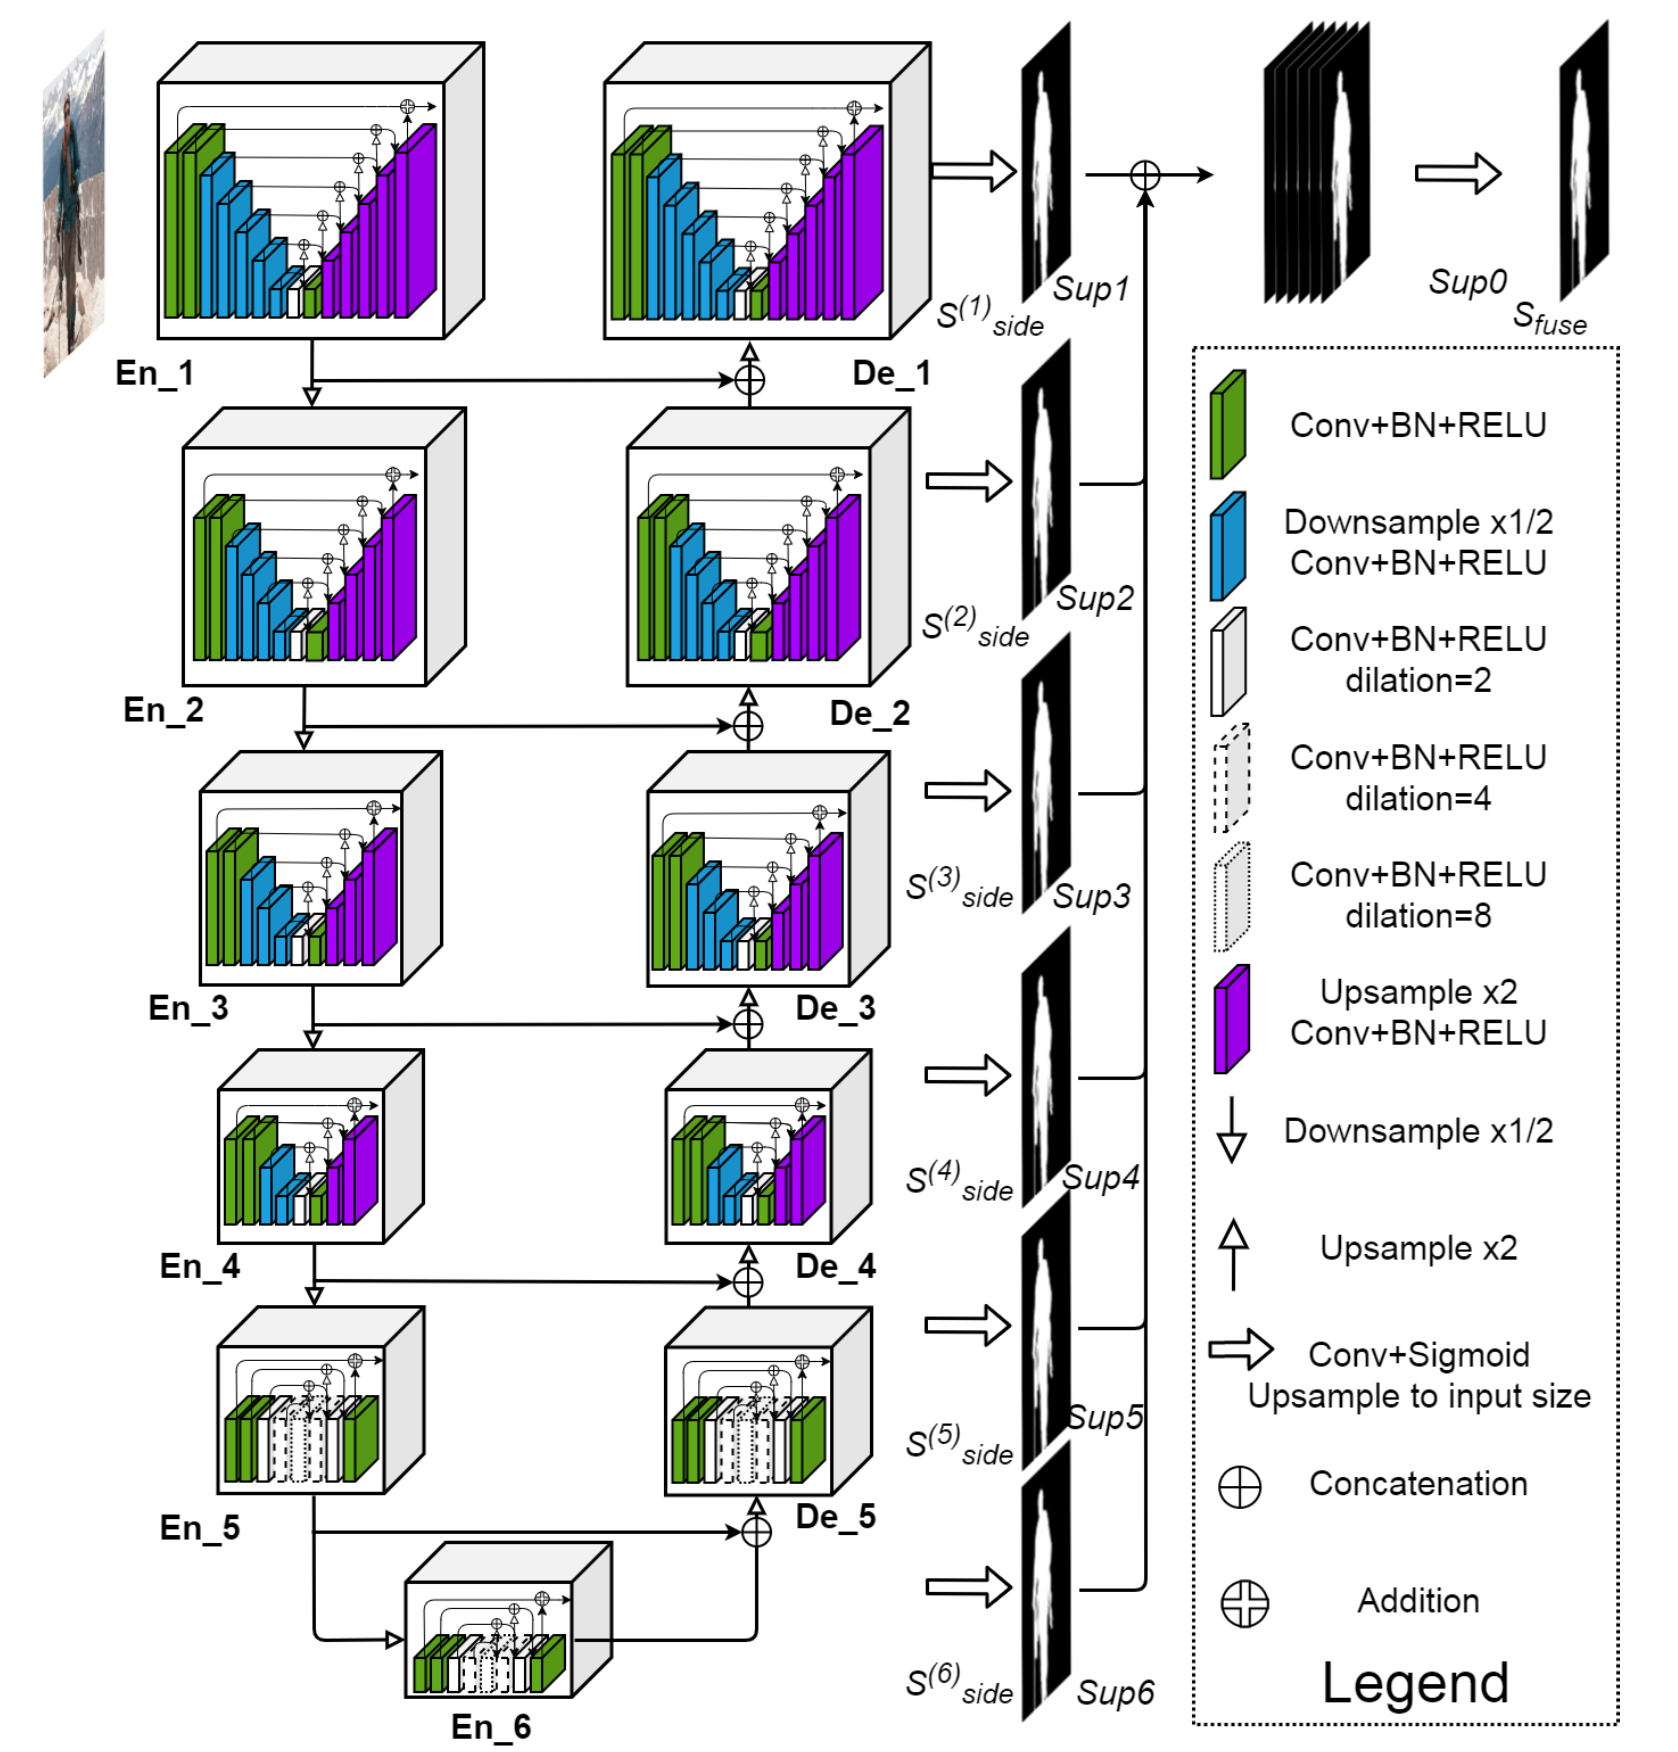 En_1
De_1
S(1)side
Sup1
Sup0
Sfuse
En_2
De_2
S(2)side
Sup2
En_3
De_3
S(3)side
Sup3
En_4
De_4
S(4)side
Sup4
En_5
De_5
S(5)side
Sup5
En_6
S(6)side
Sup6
Conv+BN+RELU
Downsample x1/2
Conv+BN+RELU
Conv+BN+RELU
dilation=2
Conv+BN+RELU
dilation=4
Conv+BN+RELU
dilation=8
Upsample x2
Conv+BN+RELU
Downsample x1/2
Upsample x2
Conv+Sigmoid
Upsample to input size
Concatenation
Addition
Legend